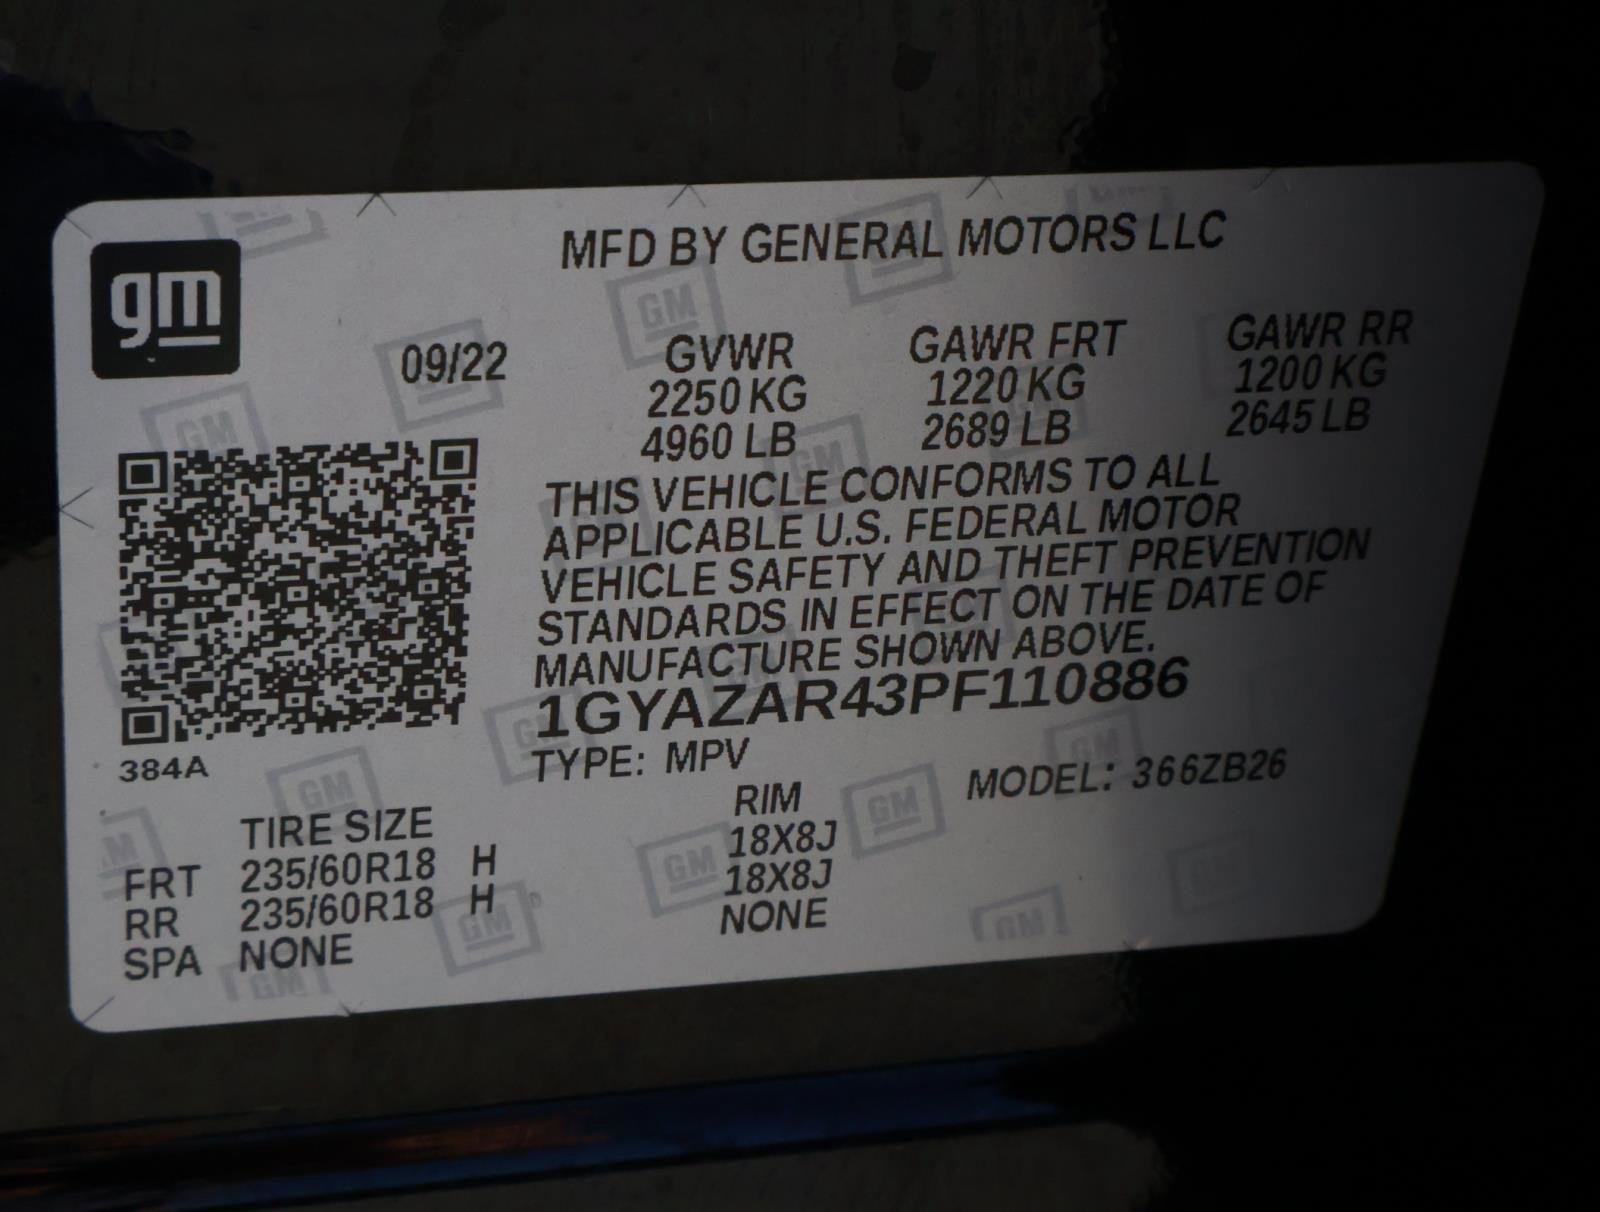 gm
MFD BY GENERAL MOTORS LLC
09/22
GVWR GAWR FRT GAWR RR
2250 KG 1220 KG 1200 KG
4960 LB 2689 LB 2645 LB
THIS VEHICLE CONFORMS TO ALL
APPLICABLE U.S. FEDERAL MOTOR
VEHICLE SAFETY AND THEFT PREVENTION
STANDARDS IN EFFECT ON THE DATE OF
MANUFACTURE SHOWN ABOVE.
1GYAZAR43PF110886
TYPE: MPV MODEL: 366ZB26
384A
TIRE SIZE RIM
FRT 235/60R18 H 18X8J
RR 235/60R18 H 18X8J
SPA NONE NONE